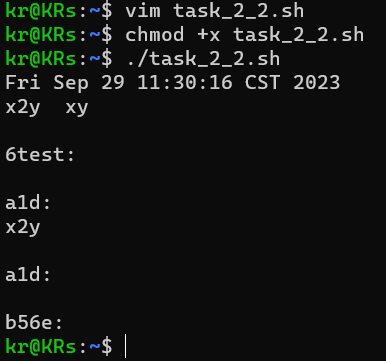 kr@KRs:~$ vim task_2_2.sh
kr@KRs:~$ chmod +x task_2_2.sh
kr@KRs:~$ ./task_2_2.sh
Fri Sep 29 11:30:16 CST 2023
x2y  xy

6test:

a1d:
x2y

a1d:

b56e:
kr@KRs:~$